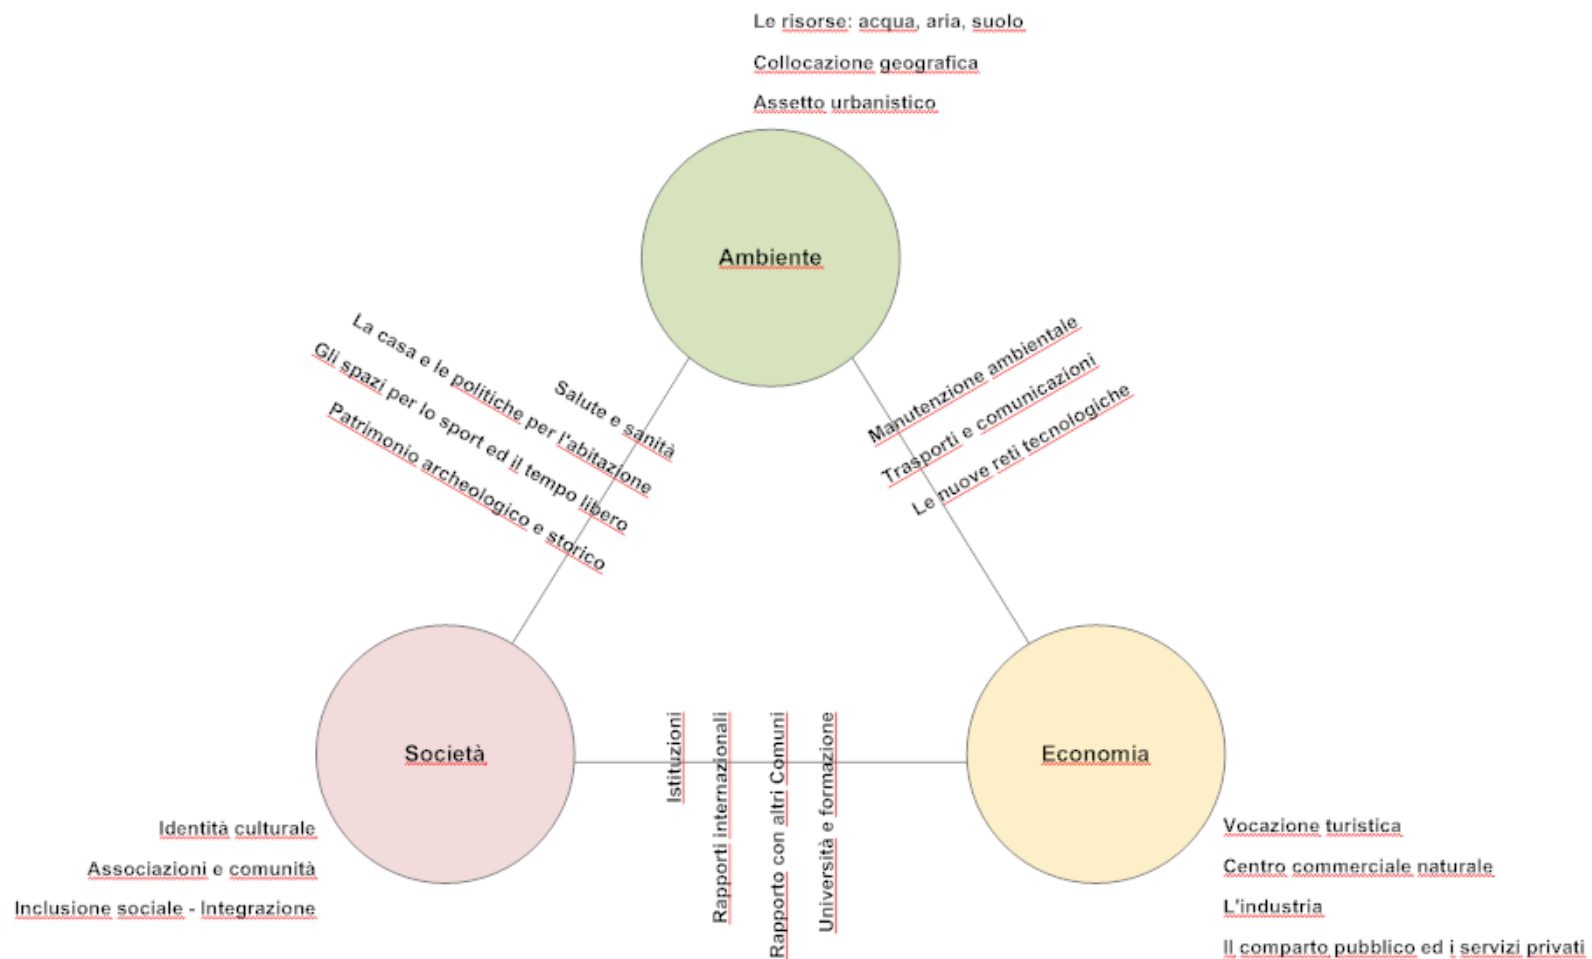 Le risorse: acqua, aria, suolo
Collocazione geografica
Assetto urbanistico
Ambiente
La casa e le politiche per l'abitazione
Gli spazi per lo sport ed il tempo libero
Patrimonio archeologico e storico
Salute e sanità
Manutenzione ambientale
Trasporti e comunicazioni
Le nuove reti tecnologiche
Società
Istituzioni
Rapporti internazionali
Rapporto con altri Comuni
Università e formazione
Economia
Identità culturale
Associazioni e comunità
Inclusione sociale - Integrazione
Vocazione turistica
Centro commerciale naturale
L'industria
Il comparto pubblico ed i servizi privati